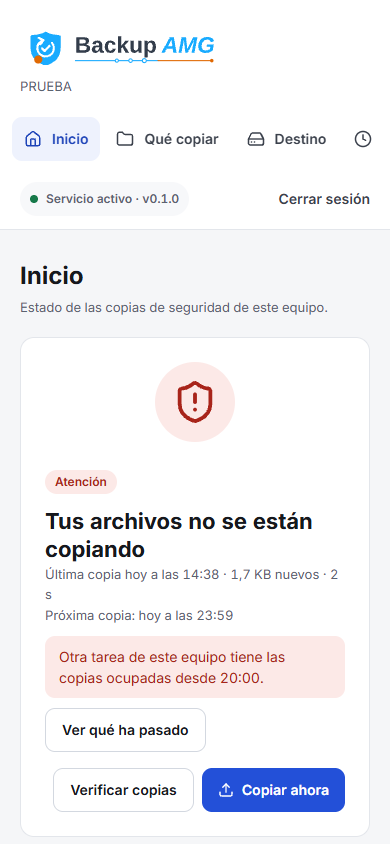 Backup AMG
PRUEBA
Inicio
Qué copiar
Destino
Servicio activo · v0.1.0
Cerrar sesión
Inicio
Estado de las copias de seguridad de este equipo.
Atención
Tus archivos no se están
copiando
Última copia hoy a las 14:38 · 1,7 KB nuevos · 2
s
Próxima copia: hoy a las 23:59
Otra tarea de este equipo tiene las
copias ocupadas desde 20:00.
Ver qué ha pasado
Verificar copias
Copiar ahora